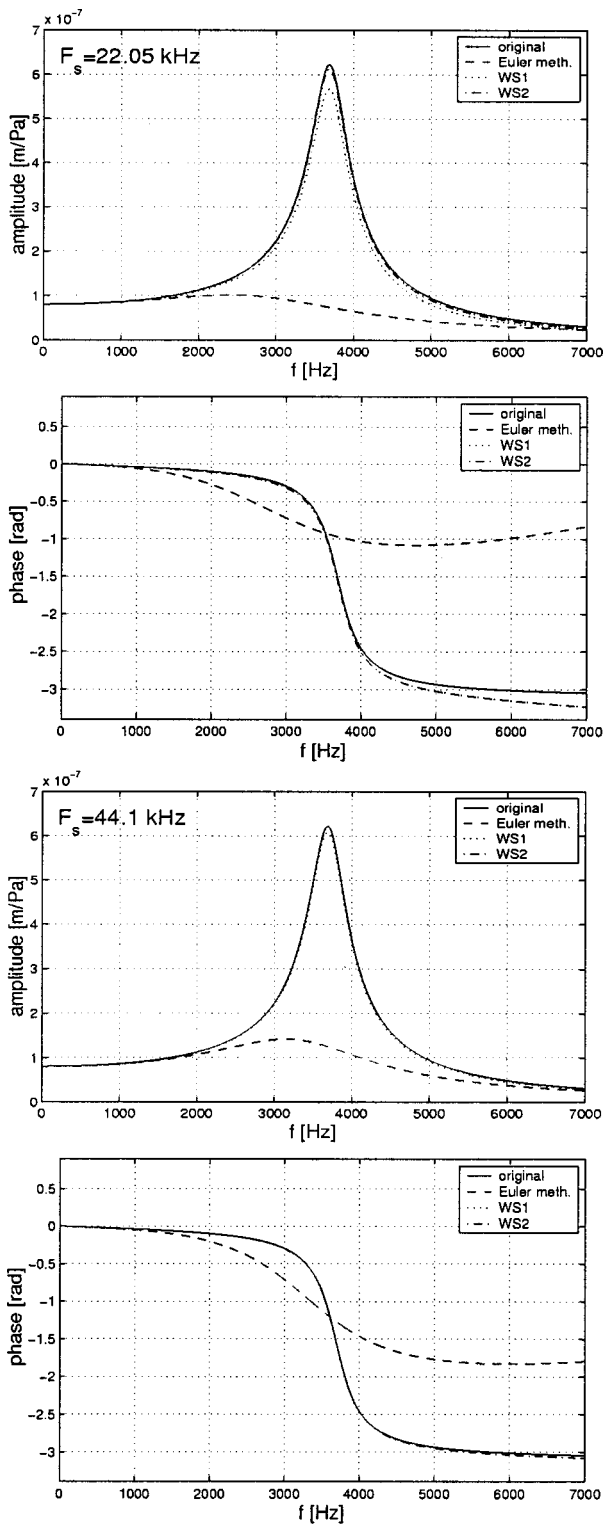 x 10⁻⁷
7
6
5
4
3
2
1
0
amplitude [m/Pa]
Fs=22.05 kHz
original
Euler meth.
WS1
WS2
0 1000 2000 3000 4000 5000 6000 7000
f [Hz]
0.5
0
-0.5
-1
-1.5
-2
-2.5
-3
phase [rad]
original
Euler meth.
WS1
WS2
0 1000 2000 3000 4000 5000 6000 7000
f [Hz]
x 10⁻⁷
7
6
5
4
3
2
1
0
amplitude [m/Pa]
Fs=44.1 kHz
original
Euler meth.
WS1
WS2
0 1000 2000 3000 4000 5000 6000 7000
f [Hz]
0.5
0
-0.5
-1
-1.5
-2
-2.5
-3
phase [rad]
original
Euler meth.
WS1
WS2
0 1000 2000 3000 4000 5000 6000 7000
f [Hz]